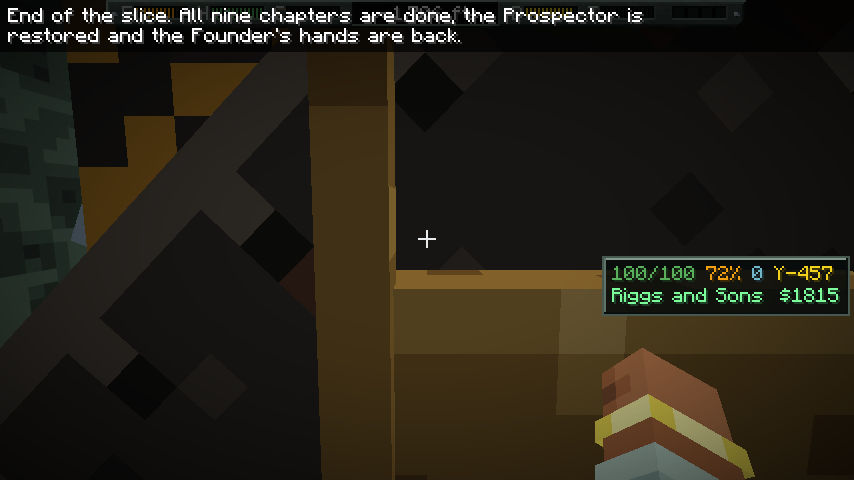 End of the slice. All nine chapters are done, the Prospector is
restored and the Founder's hands are back.
100/100 72% 0 Y-457
Riggs and Sons $1815